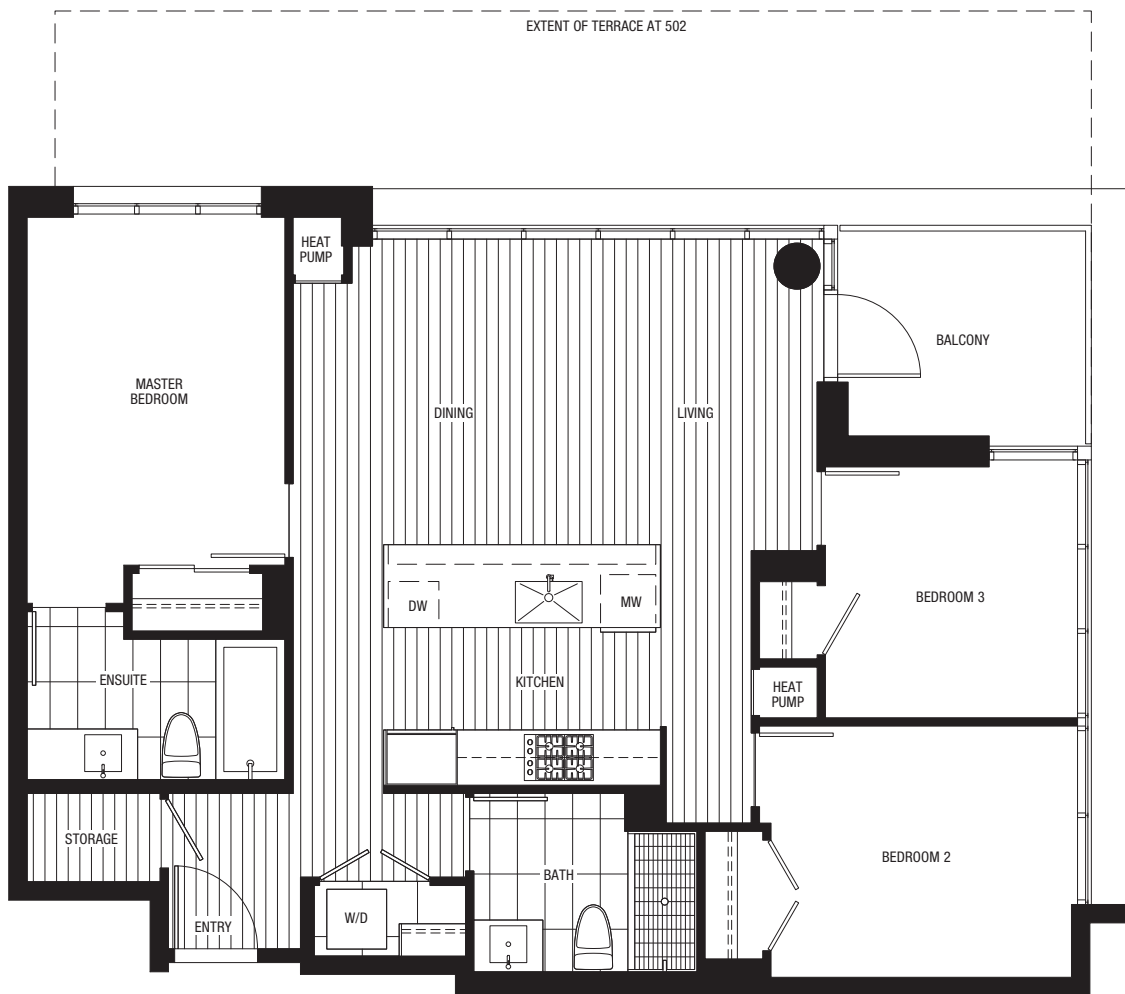 EXTENT OF TERRACE AT 502
HEAT
PUMP
BALCONY
MASTER
BEDROOM
DINING
LIVING
DW
MW
BEDROOM 3
ENSUITE
KITCHEN
HEAT
PUMP
STORAGE
BEDROOM 2
BATH
W/D
ENTRY